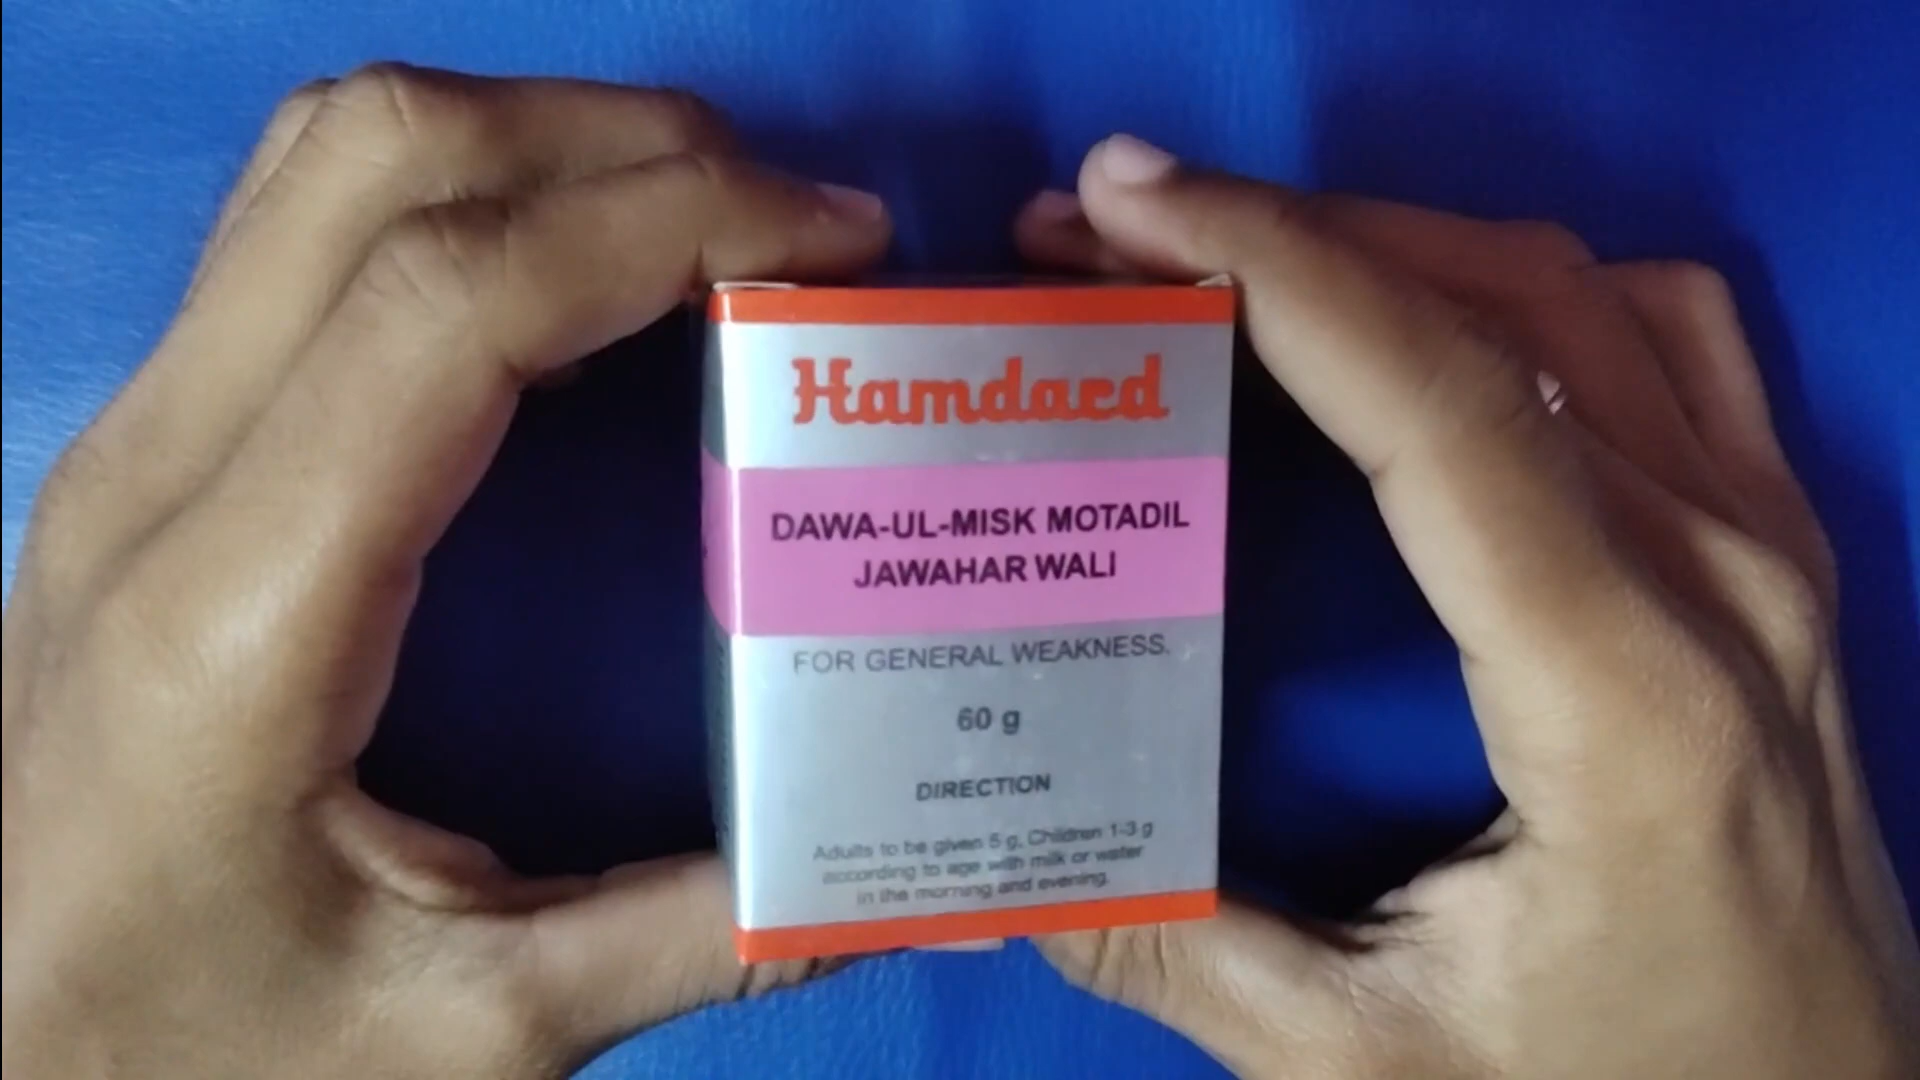 Hamdard
DAWA-UL-MISK MOTADIL
JAWAHAR WALI
FOR GENERAL WEAKNESS.
60 g
DIRECTION
Adults to be given 5 g, Children 1-3 g
according to age with milk or water
in the morning and evening.